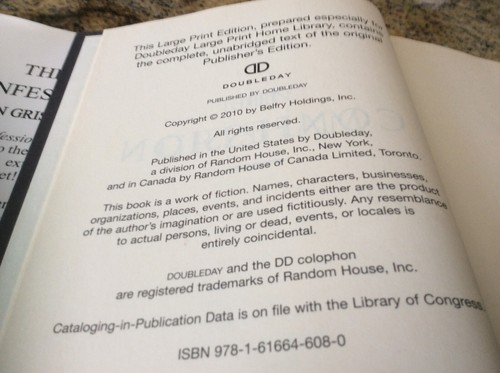 This Large Print Edition, prepared especially for
Doubleday Large Print Home Library, contains
the complete, unabridged text of the original
Publisher's Edition.
DD
DOUBLEDAY
PUBLISHED BY DOUBLEDAY
Copyright © 2010 by Belfry Holdings, Inc.
All rights reserved.
Published in the United States by Doubleday,
a division of Random House, Inc., New York,
and in Canada by Random House of Canada Limited, Toronto.
This book is a work of fiction. Names, characters, businesses,
organizations, places, events, and incidents either are the product
of the author's imagination or are used fictitiously. Any resemblance
to actual persons, living or dead, events, or locales is
entirely coincidental.
DOUBLEDAY and the DD colophon
are registered trademarks of Random House, Inc.
Cataloging-in-Publication Data is on file with the Library of Congress.
ISBN 978-1-61664-608-0